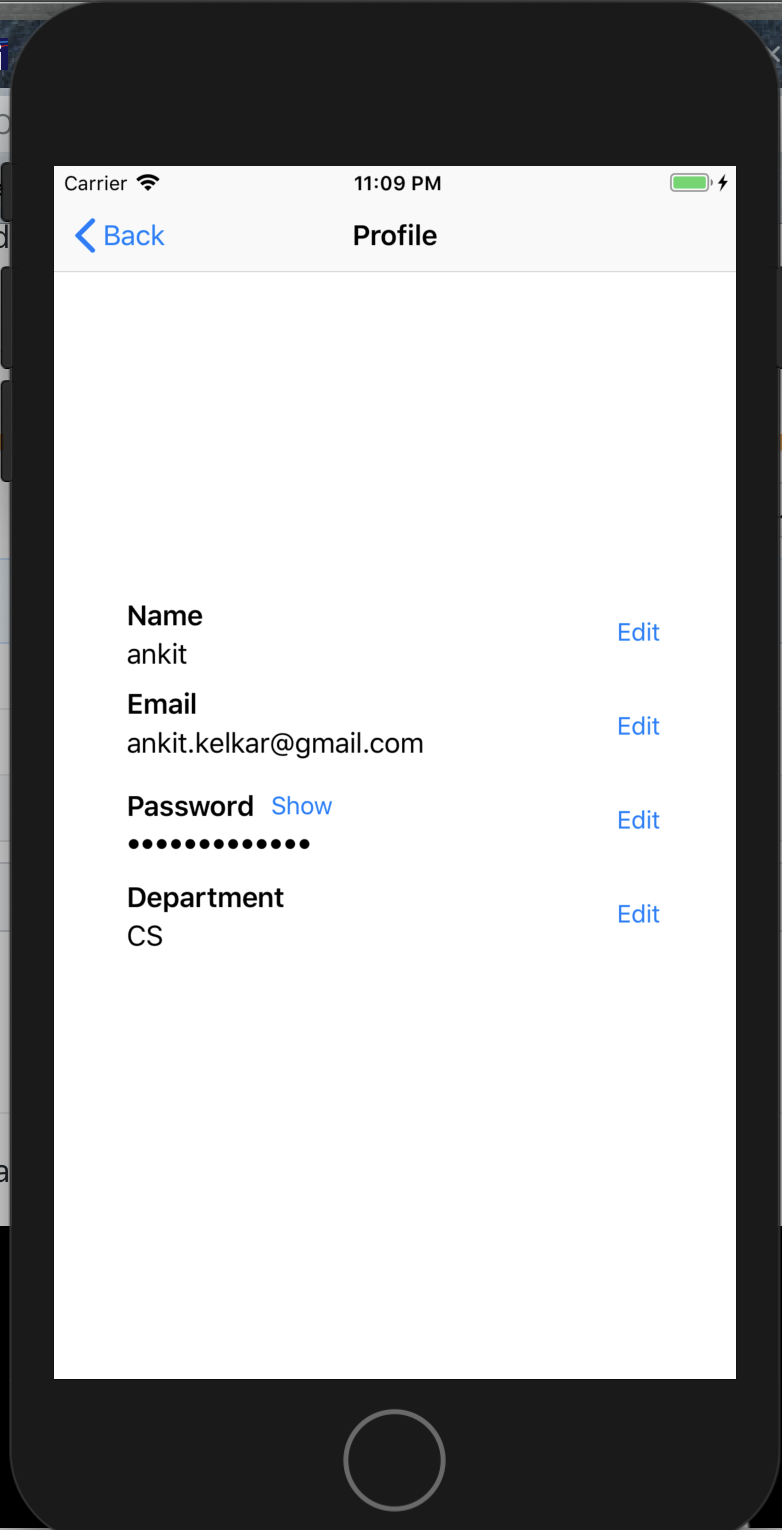 Carrier 11:09 PM
Back Profile
Name
ankit
Edit
Email
ankit.kelkar@gmail.com
Edit
Password Show
•••••••••••••
Edit
Department
CS
Edit